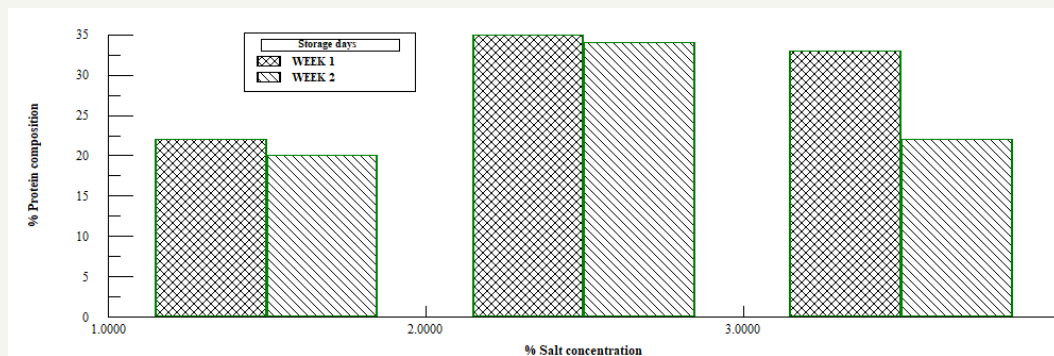 35
30
25
20
15
10
5
0
% Protein composition
Storage days
WEEK 1
WEEK 2
1.0000 2.0000 3.0000
% Salt concentration